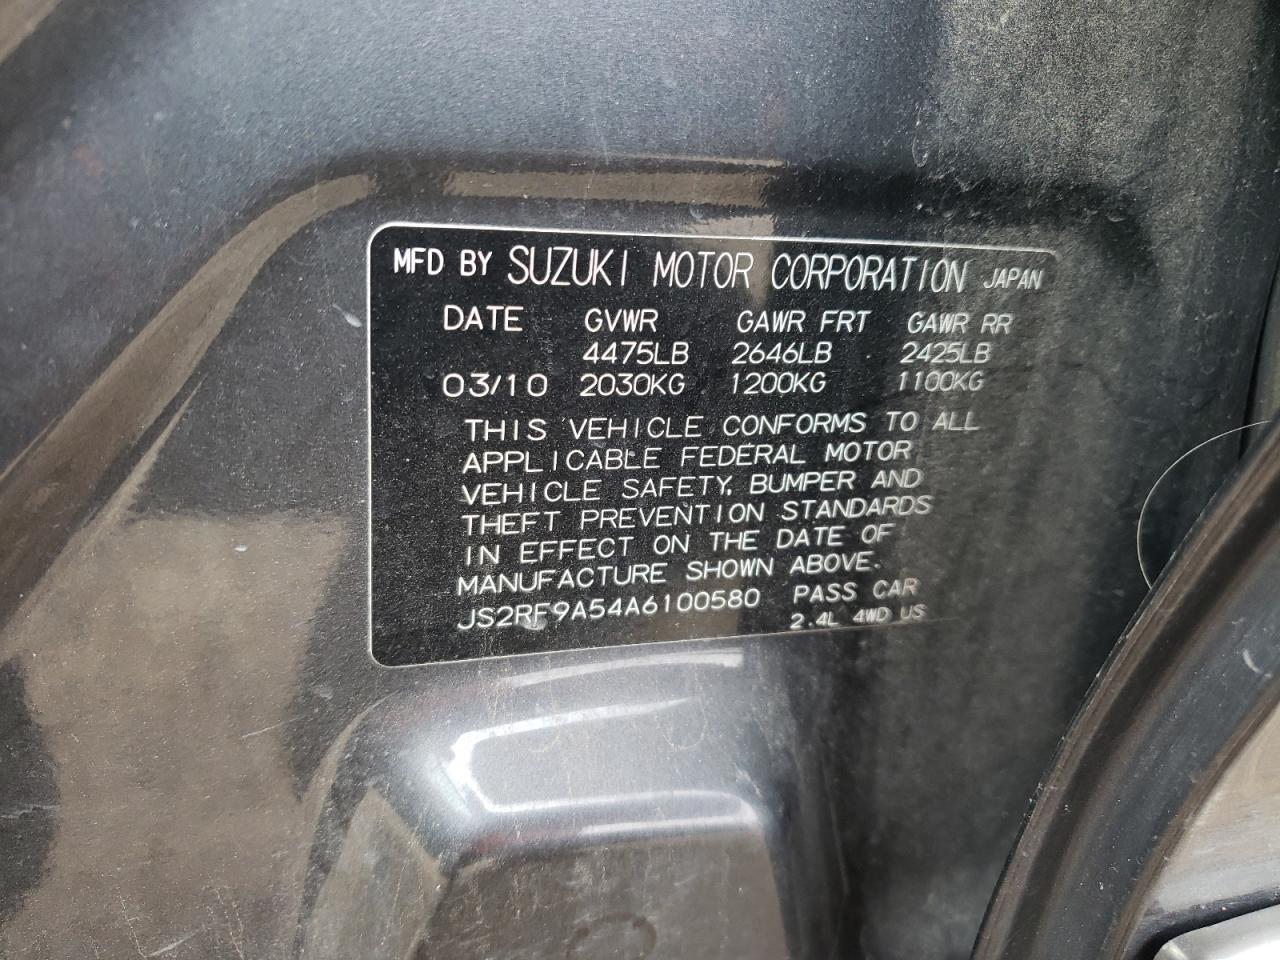 MFD BY SUZUKI MOTOR CORPORATION JAPAN
DATE GVWR GAWR FRT GAWR RR
4475LB 2646LB 2425LB
03/10 2030KG 1200KG 1100KG
THIS VEHICLE CONFORMS TO ALL
APPLICABLE FEDERAL MOTOR
VEHICLE SAFETY, BUMPER AND
THEFT PREVENTION STANDARDS
IN EFFECT ON THE DATE OF
MANUFACTURE SHOWN ABOVE.
JS2RF9A54A6100580 PASS CAR
2.4L 4WD US